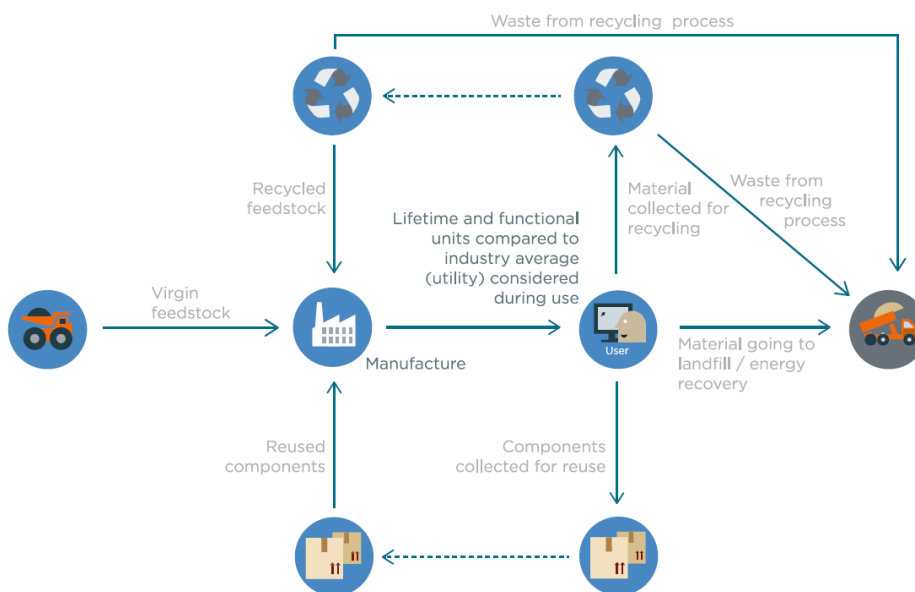 Waste from recycling process
Recycled
feedstock
Lifetime and functional
units compared to
industry average
(utility) considered
during use
Material
collected for
recycling
Waste from
recycling
process
Virgin
feedstock
Manufacture
User
Material going to
landfill / energy
recovery
Reused
components
Components
collected for reuse